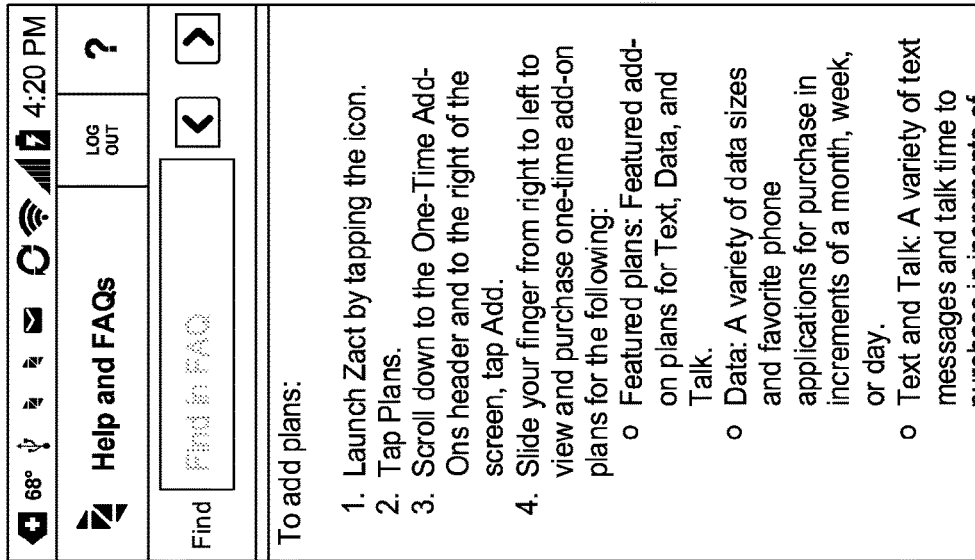 68° 4:20 PM
Help and FAQs LOG OUT ?
Find Find in FAQ < >
To add plans:
1. Launch Zact by tapping the icon.
2. Tap Plans.
3. Scroll down to the One-Time Add-
Ons header and to the right of the
screen, tap Add.
4. Slide your finger from right to left to
view and purchase one-time add-on
plans for the following:
o Featured plans: Featured add-
on plans for Text, Data, and
Talk.
o Data: A variety of data sizes
and favorite phone
applications for purchase in
increments of a month, week,
or day.
o Text and Talk: A variety of text
messages and talk time to
purchase in increments of